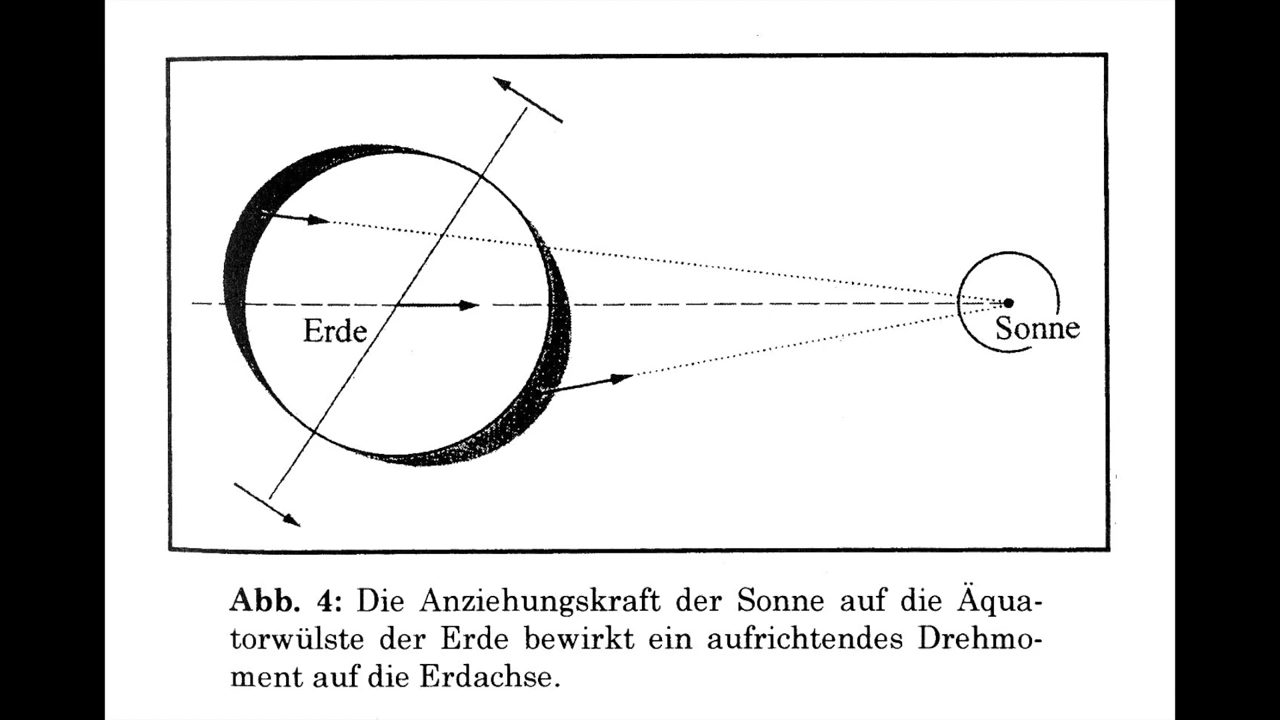 Erde
Sonne
Abb. 4: Die Anziehungskraft der Sonne auf die Äqua-
torwülste der Erde bewirkt ein aufrichtendes Drehmo-
ment auf die Erdachse.